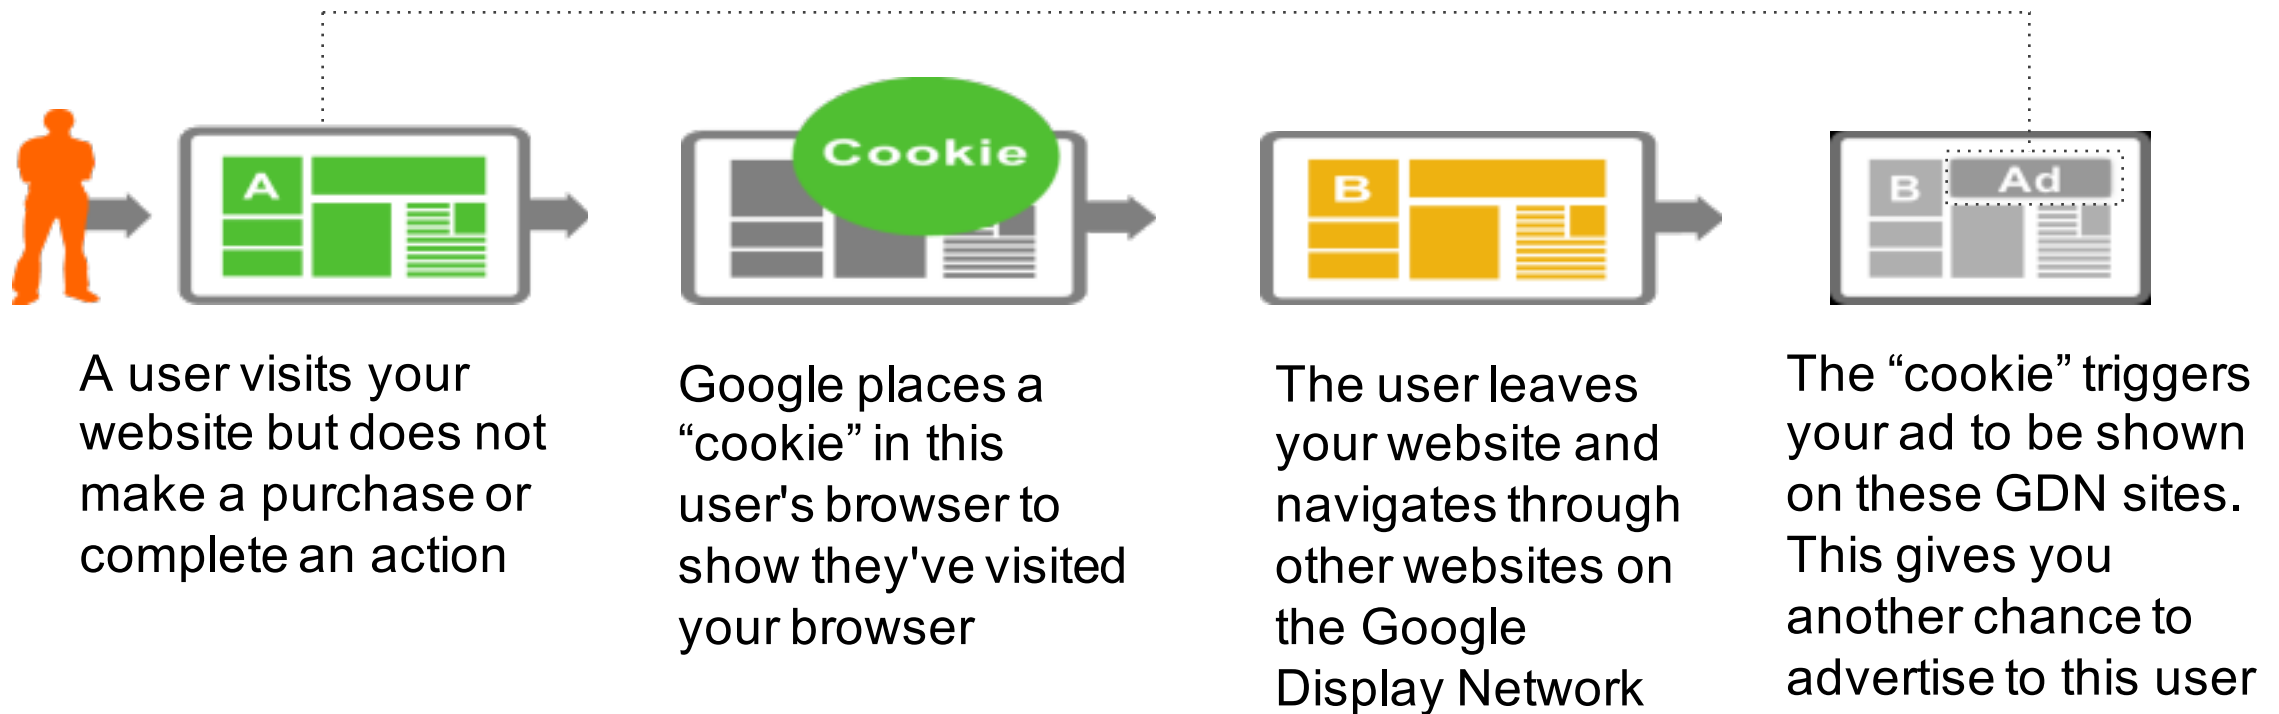 A
Cookie
B
B
Ad
A user visits your
website but does not
make a purchase or
complete an action
Google places a
“cookie” in this
user's browser to
show they've visited
your browser
The user leaves
your website and
navigates through
other websites on
the Google
Display Network
The “cookie” triggers
your ad to be shown
on these GDN sites.
This gives you
another chance to
advertise to this user